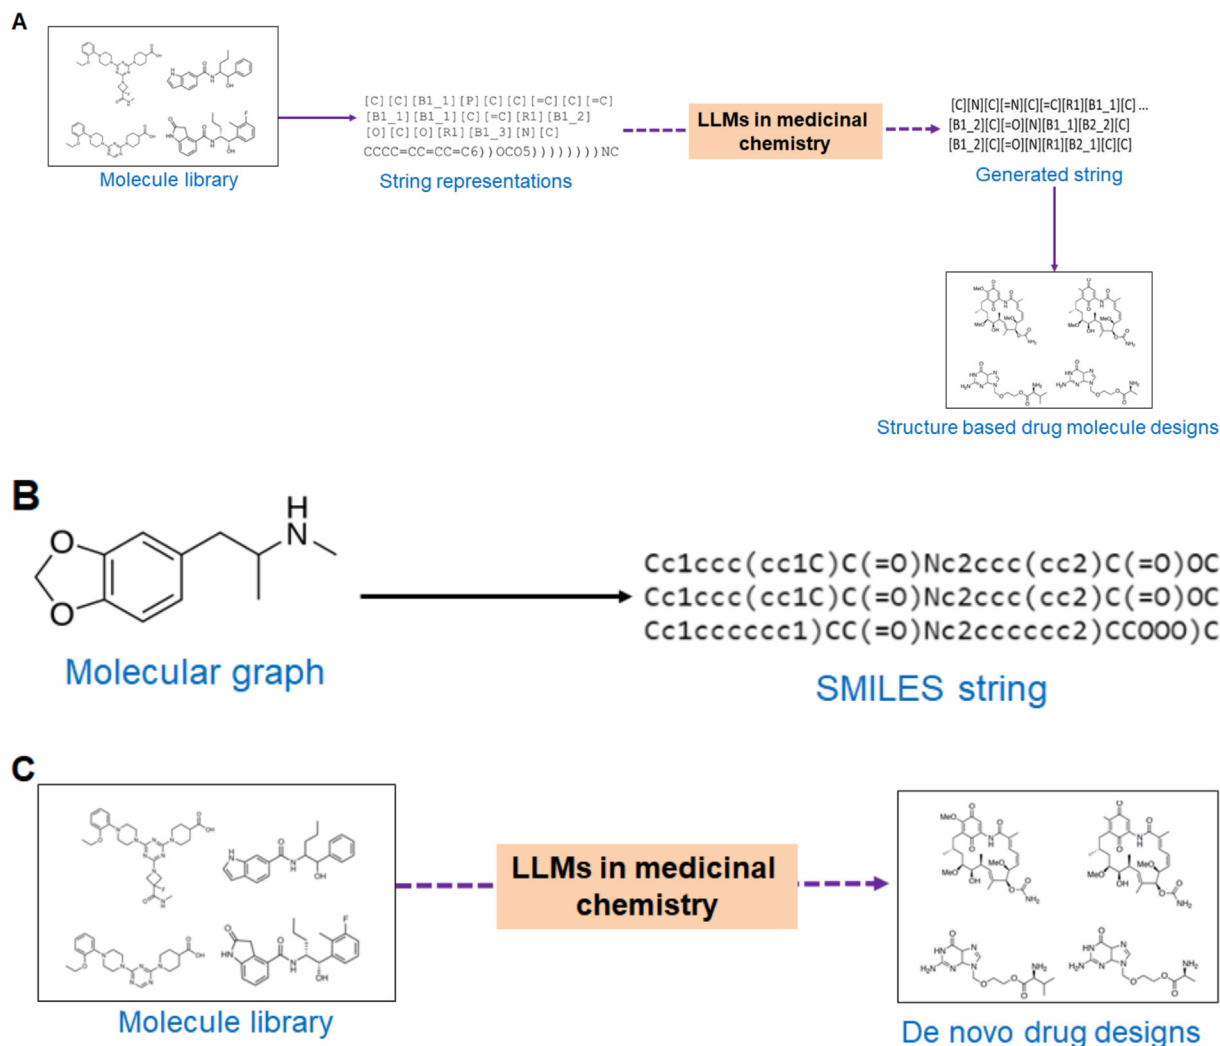 A
[C][C][B1_1][P][C][C][=C][C][=C]
[B1_1][B1_1][C][=C][R1][B1_2]
[O][C][O][R1][B1_3][N][C]
CCCC=CC=CC=C6))OCO5))))))))NC
LLMs in medicinal
chemistry
[C][N][C][=N][C][=C][R1][B1_1][C] ...
[B1_2][C][=O][N][B1_1][B2_2][C]
[B1_2][C][=O][N][R1][B2_1][C][C]
Molecule library
String representations
Generated string
Structure based drug molecule designs
B
H
N
O
O
Cc1ccc(cc1C)C(=O)Nc2ccc(cc2)C(=O)OC
Cc1ccc(cc1C)C(=O)Nc2ccc(cc2)C(=O)OC
Cc1cccccc1)CC(=O)Nc2cccccc2)CCOOO)C
Molecular graph
SMILES string
C
LLMs in medicinal
chemistry
Molecule library
De novo drug designs